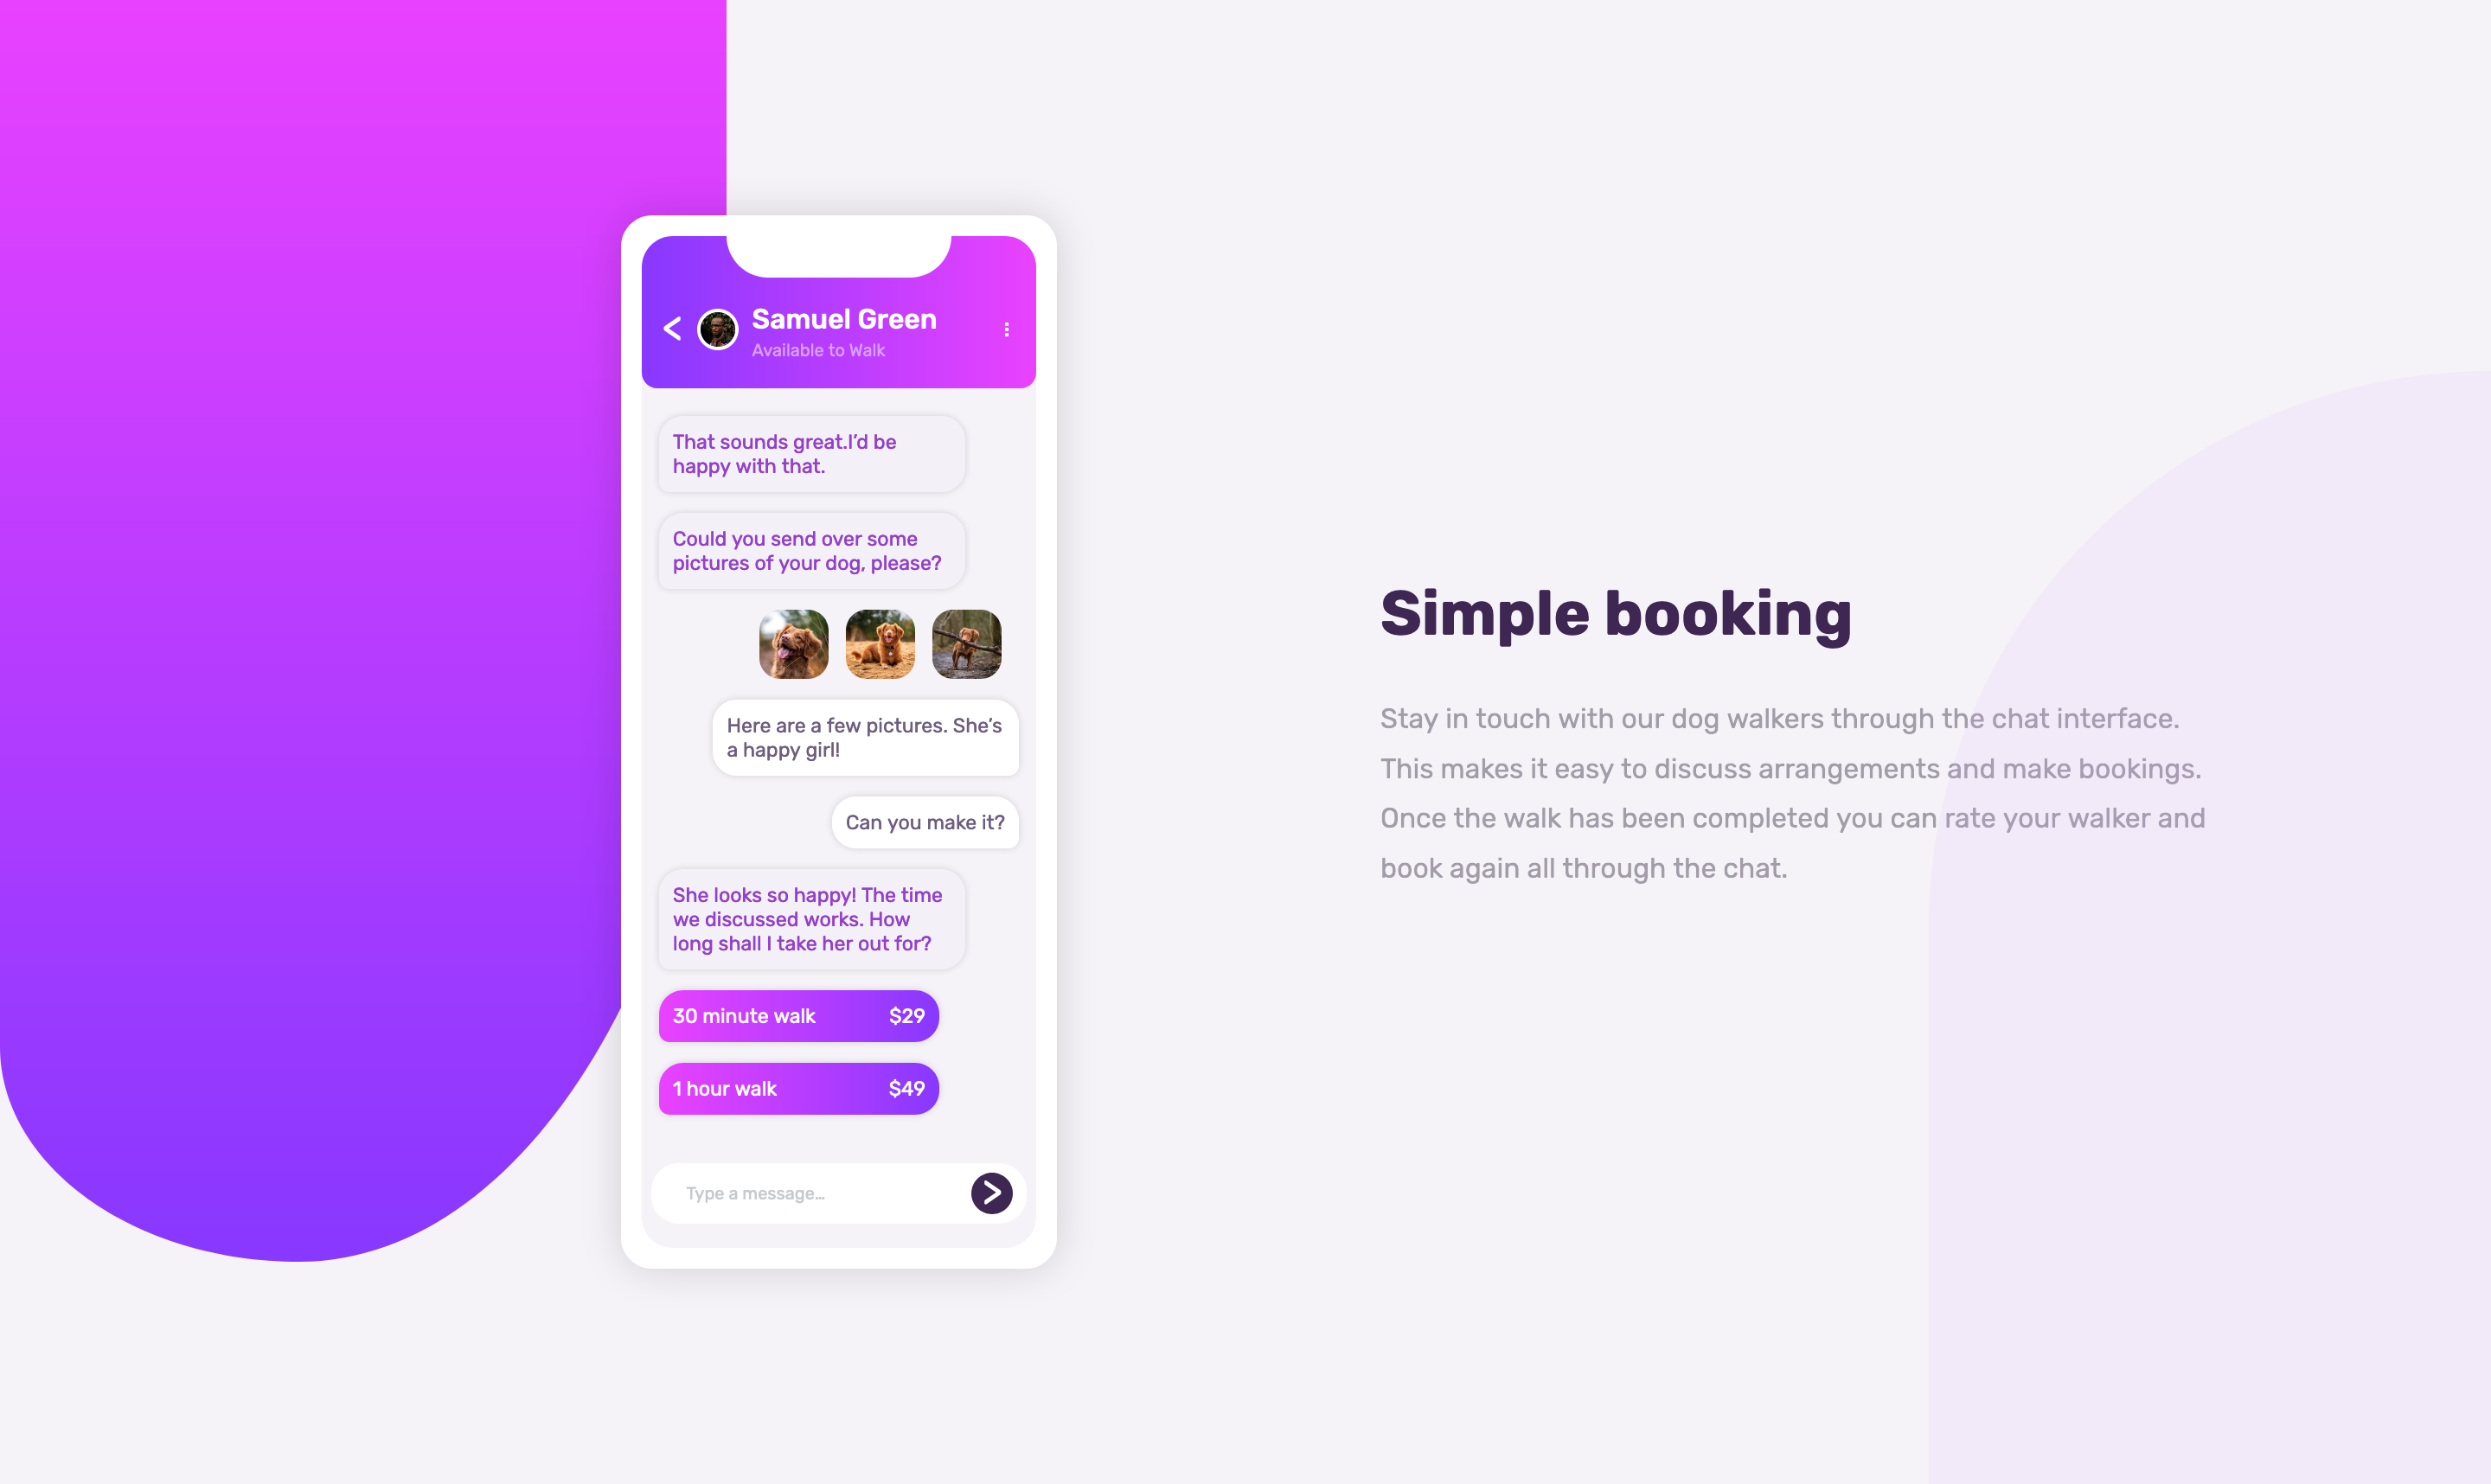 Samuel Green
Available to Walk
That sounds great.I’d be
happy with that.
Could you send over some
pictures of your dog, please?
Here are a few pictures. She’s
a happy girl!
Can you make it?
She looks so happy! The time
we discussed works. How
long shall I take her out for?
30 minute walk $29
1 hour walk $49
Type a message...
Simple booking
Stay in touch with our dog walkers through the chat interface.
This makes it easy to discuss arrangements and make bookings.
Once the walk has been completed you can rate your walker and
book again all through the chat.